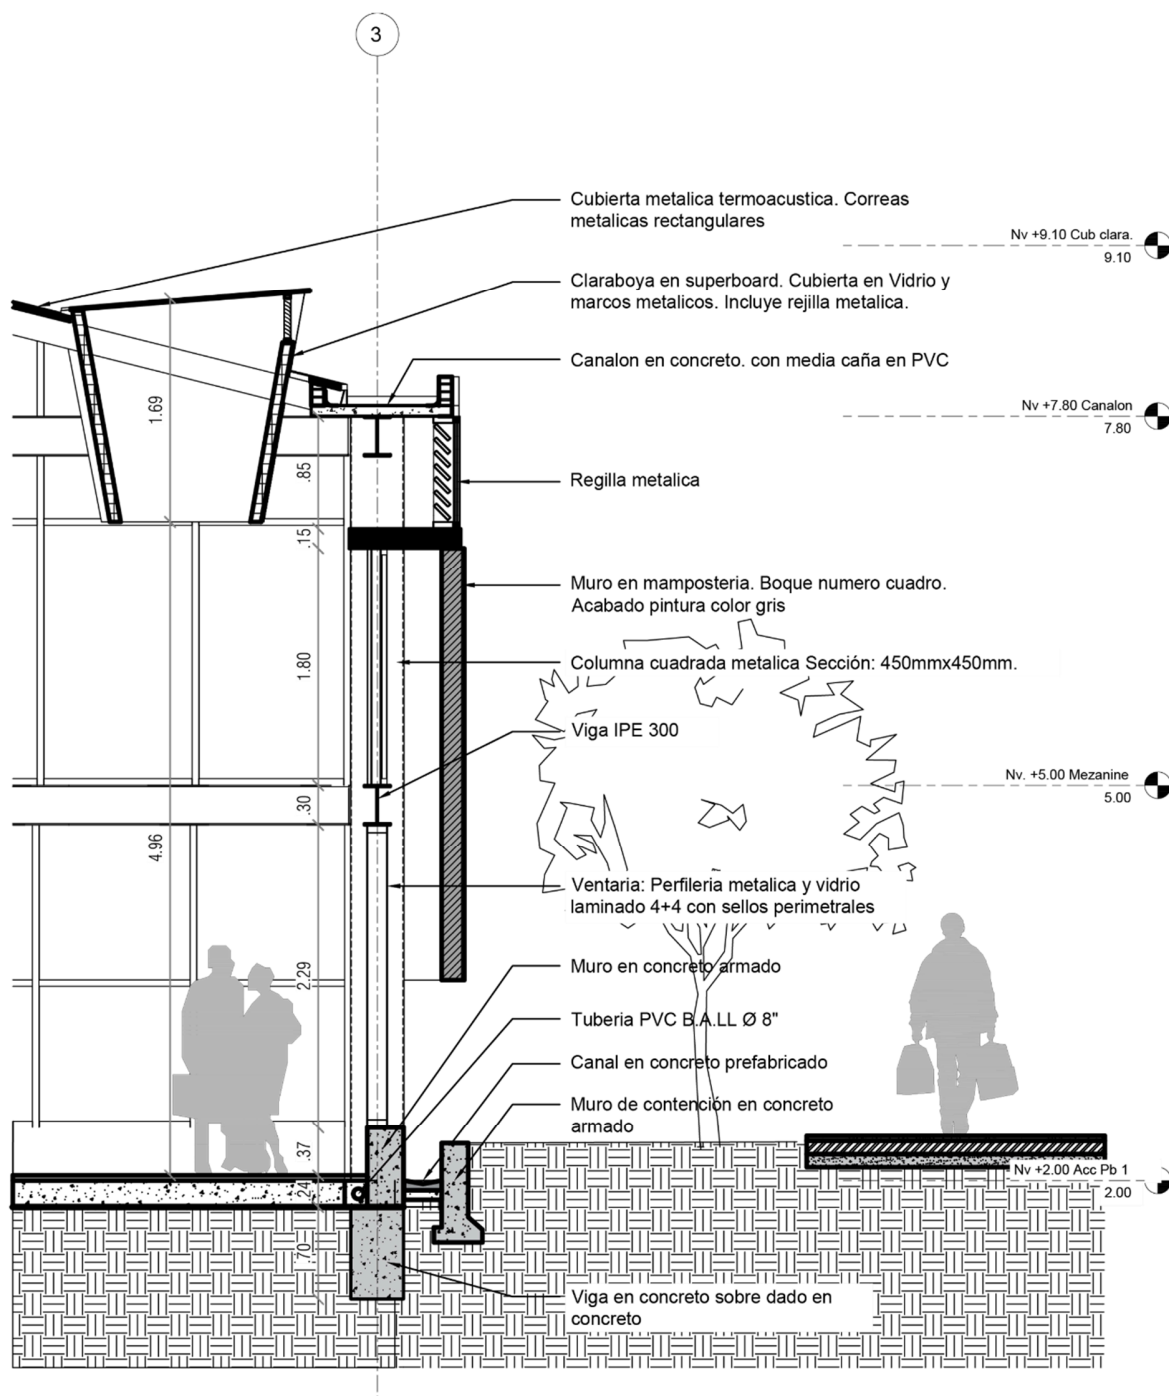 3
Cubierta metalica termoacustica. Correas
metalicas rectangulares
Nv +9.10 Cub clara.
9.10
Claraboya en superboard. Cubierta en Vidrio y
marcos metalicos. Incluye rejilla metalica.
Canalon en concreto. con media caña en PVC
Nv +7.80 Canalon
7.80
1.69
.85
Regilla metalica
.15
Muro en mamposteria. Boque numero cuadro.
Acabado pintura color gris
1.80
Columna cuadrada metalica Sección: 450mmx450mm.
Viga IPE 300
Nv. +5.00 Mezanine
5.00
.30
4.96
Ventaria: Perfileria metalica y vidrio
laminado 4+4 con sellos perimetrales
2.29
Muro en concreto armado
Tuberia PVC B.A.LL Ø 8"
Canal en concreto prefabricado
Muro de contención en concreto
armado
.37
Nv +2.00 Acc Pb 1
2.00
.24
.70
Viga en concreto sobre dado en
concreto